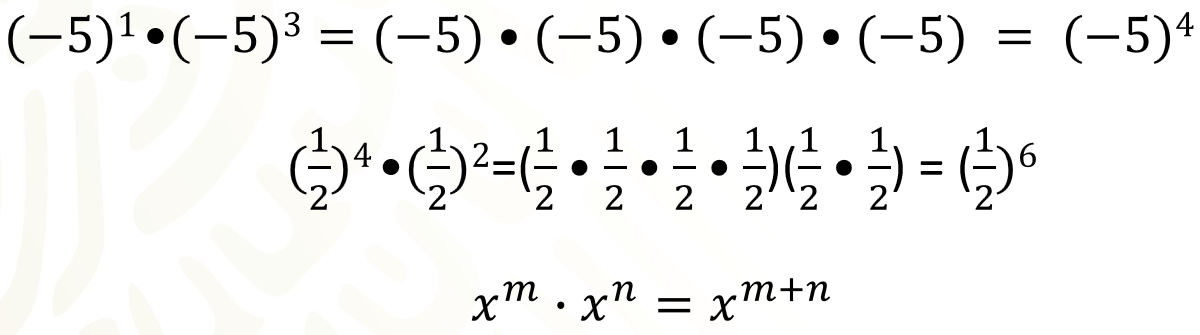 (−5)¹•(−5)³ = (−5) • (−5) • (−5) • (−5) = (−5)⁴
(1/2)⁴•(1/2)²=(1/2 • 1/2 • 1/2 • 1/2)(1/2 • 1/2) = (1/2)⁶
xᵐ · xⁿ = xᵐ⁺ⁿ